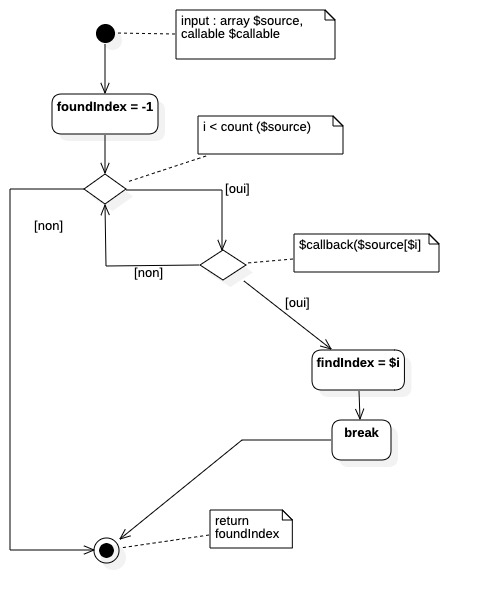 input : array $source,
callable $callable
foundIndex = -1
i < count ($source)
[oui]
[non]
$callback($source[$i]
[non]
[oui]
findIndex = $i
break
return
foundIndex